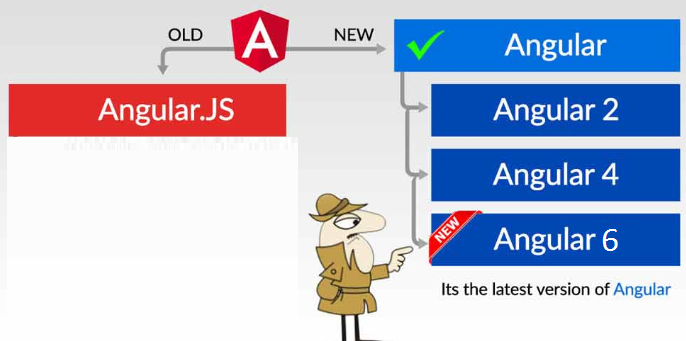 OLD
A
NEW
Angular
Angular.JS
Angular 2
Angular 4
NEW
Angular 6
Its the latest version of Angular